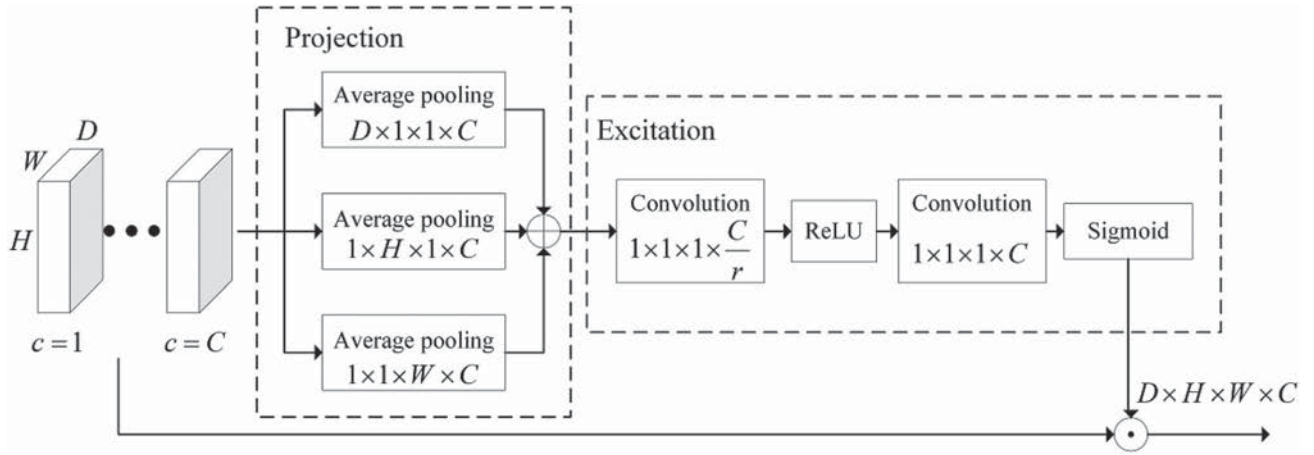 Projection
Average pooling
D×1×1×C
Excitation
D
W
H
c=1
c=C
Average pooling
1×H×1×C
Average pooling
1×1×W×C
Convolution
1×1×1×C/r
ReLU
Convolution
1×1×1×C
Sigmoid
D×H×W×C